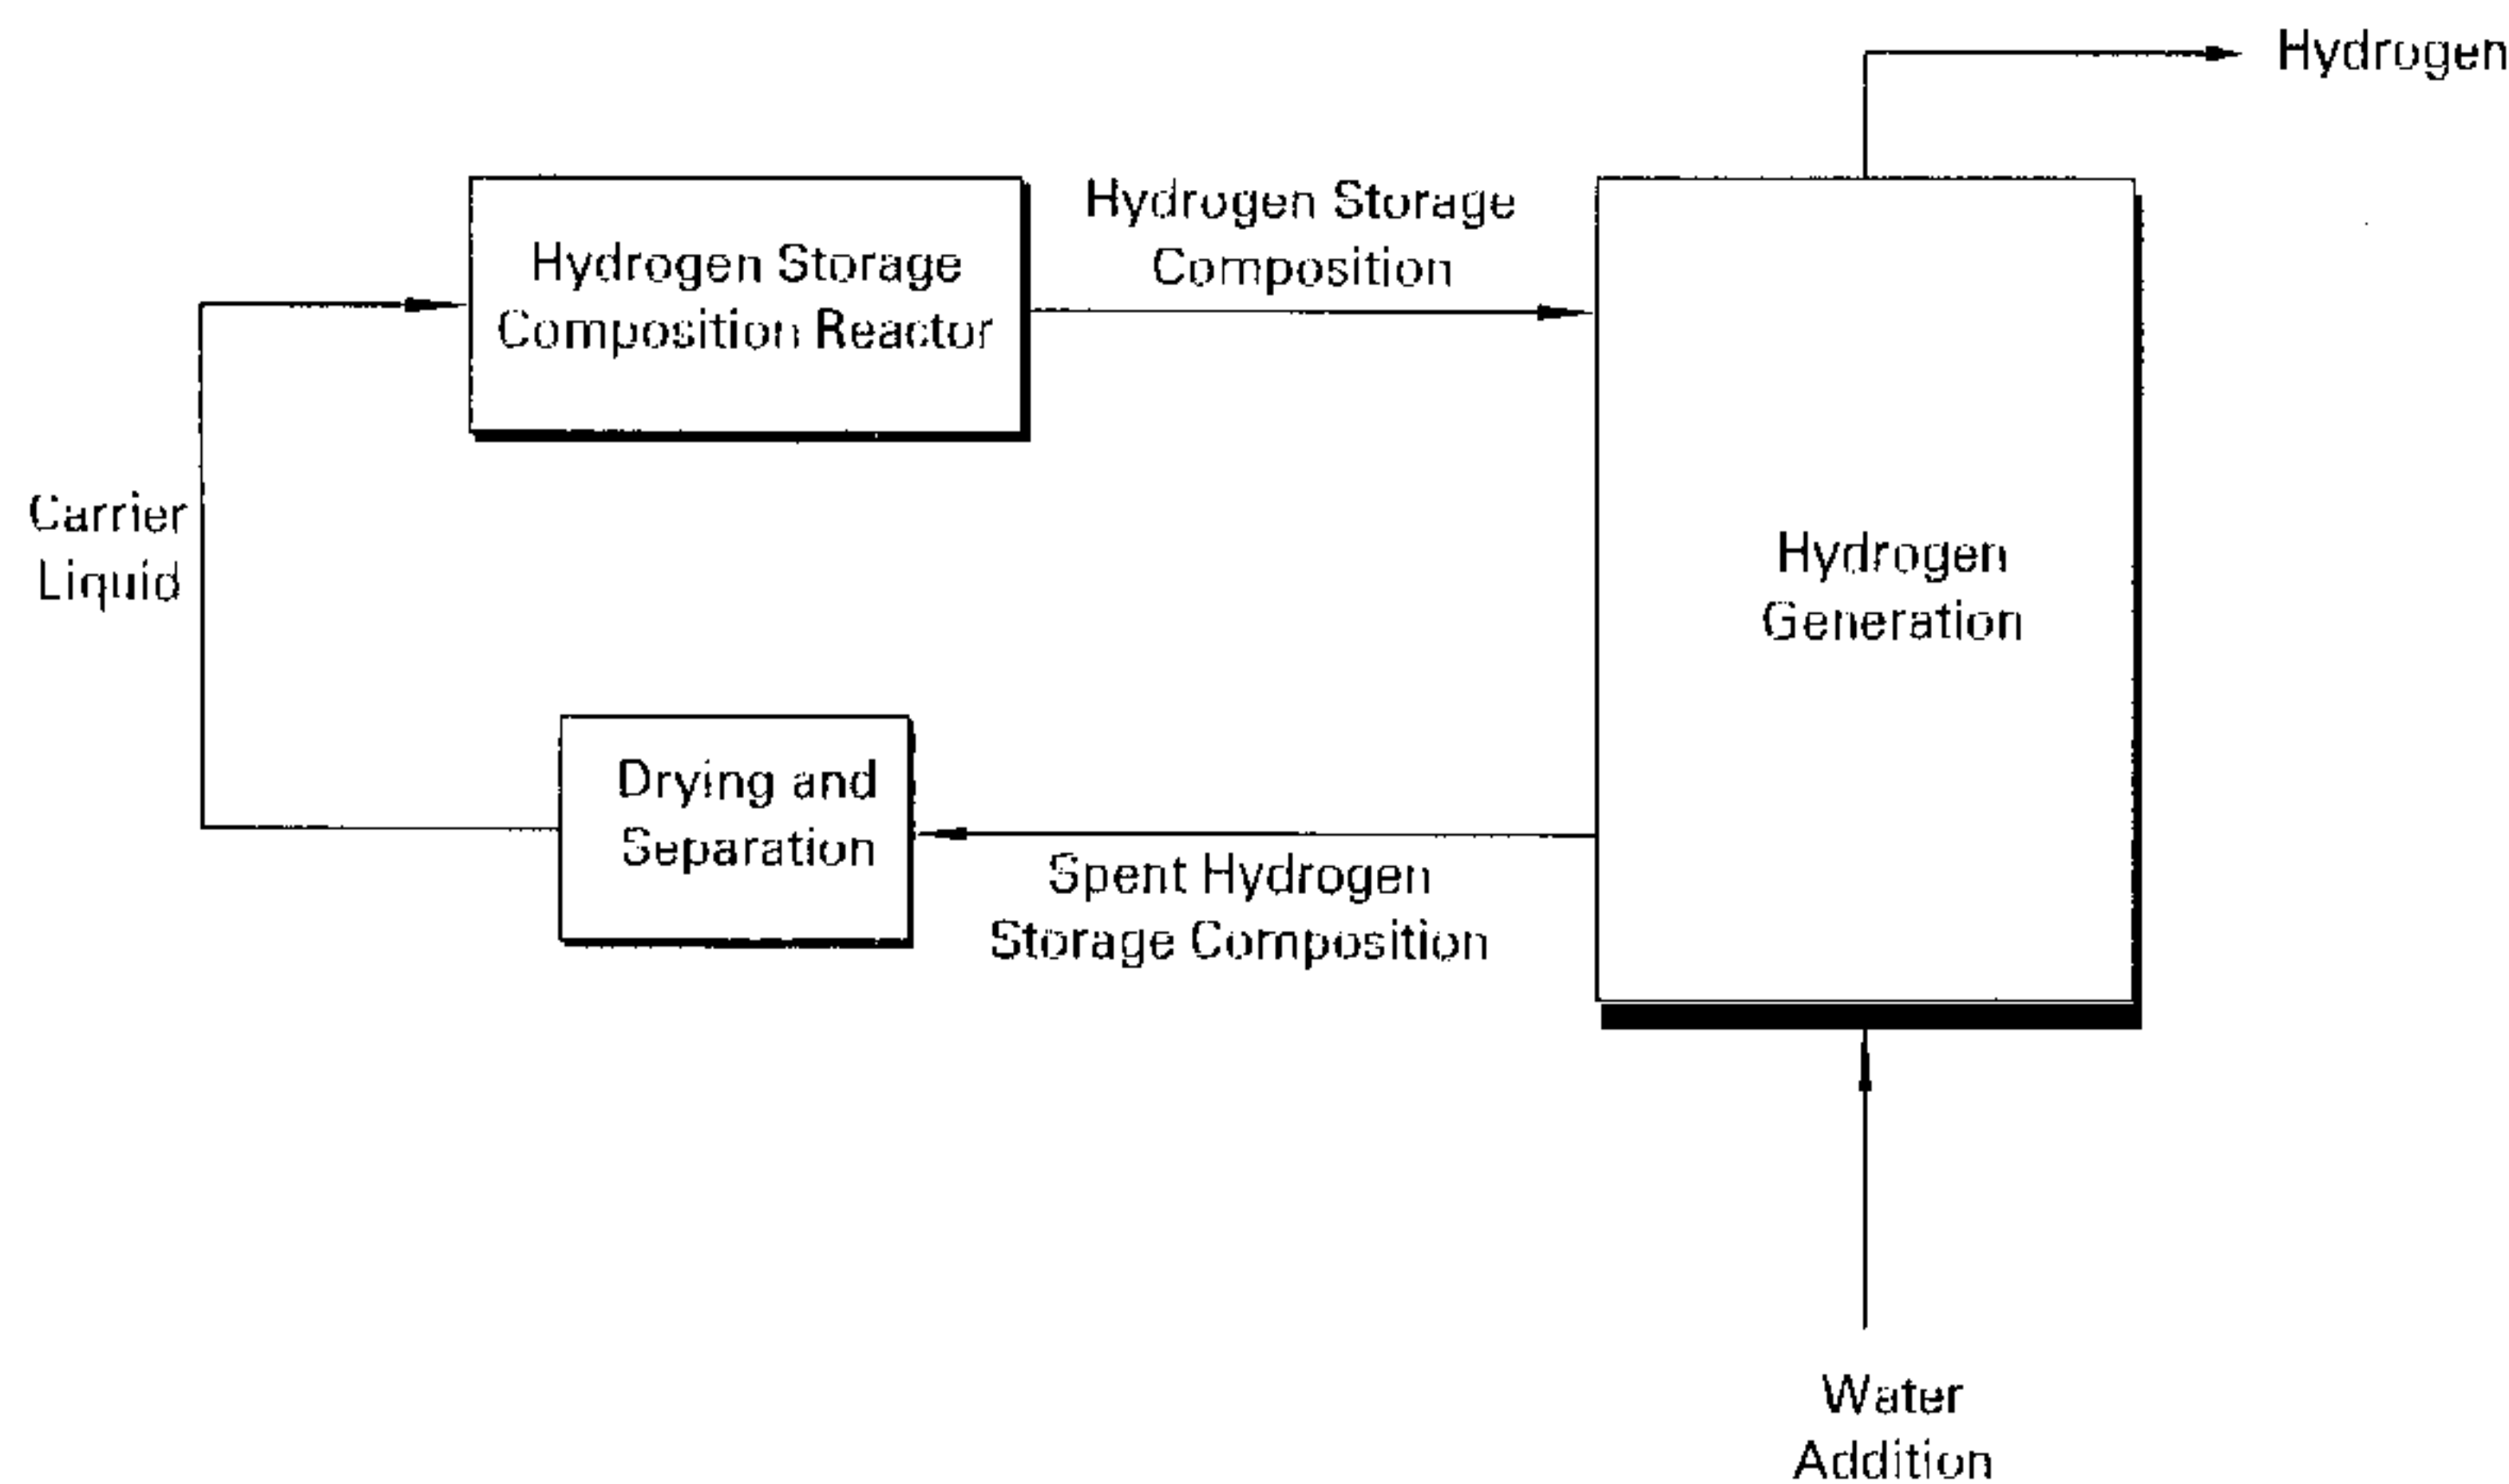 Hydrogen
Hydrogen Storage
Composition
Hydrogen Storage
Composition Reactor
Carrier
Liquid
Hydrogen
Generation
Drying and
Separation
Spent Hydrogen
Storage Composition
Water
Addition